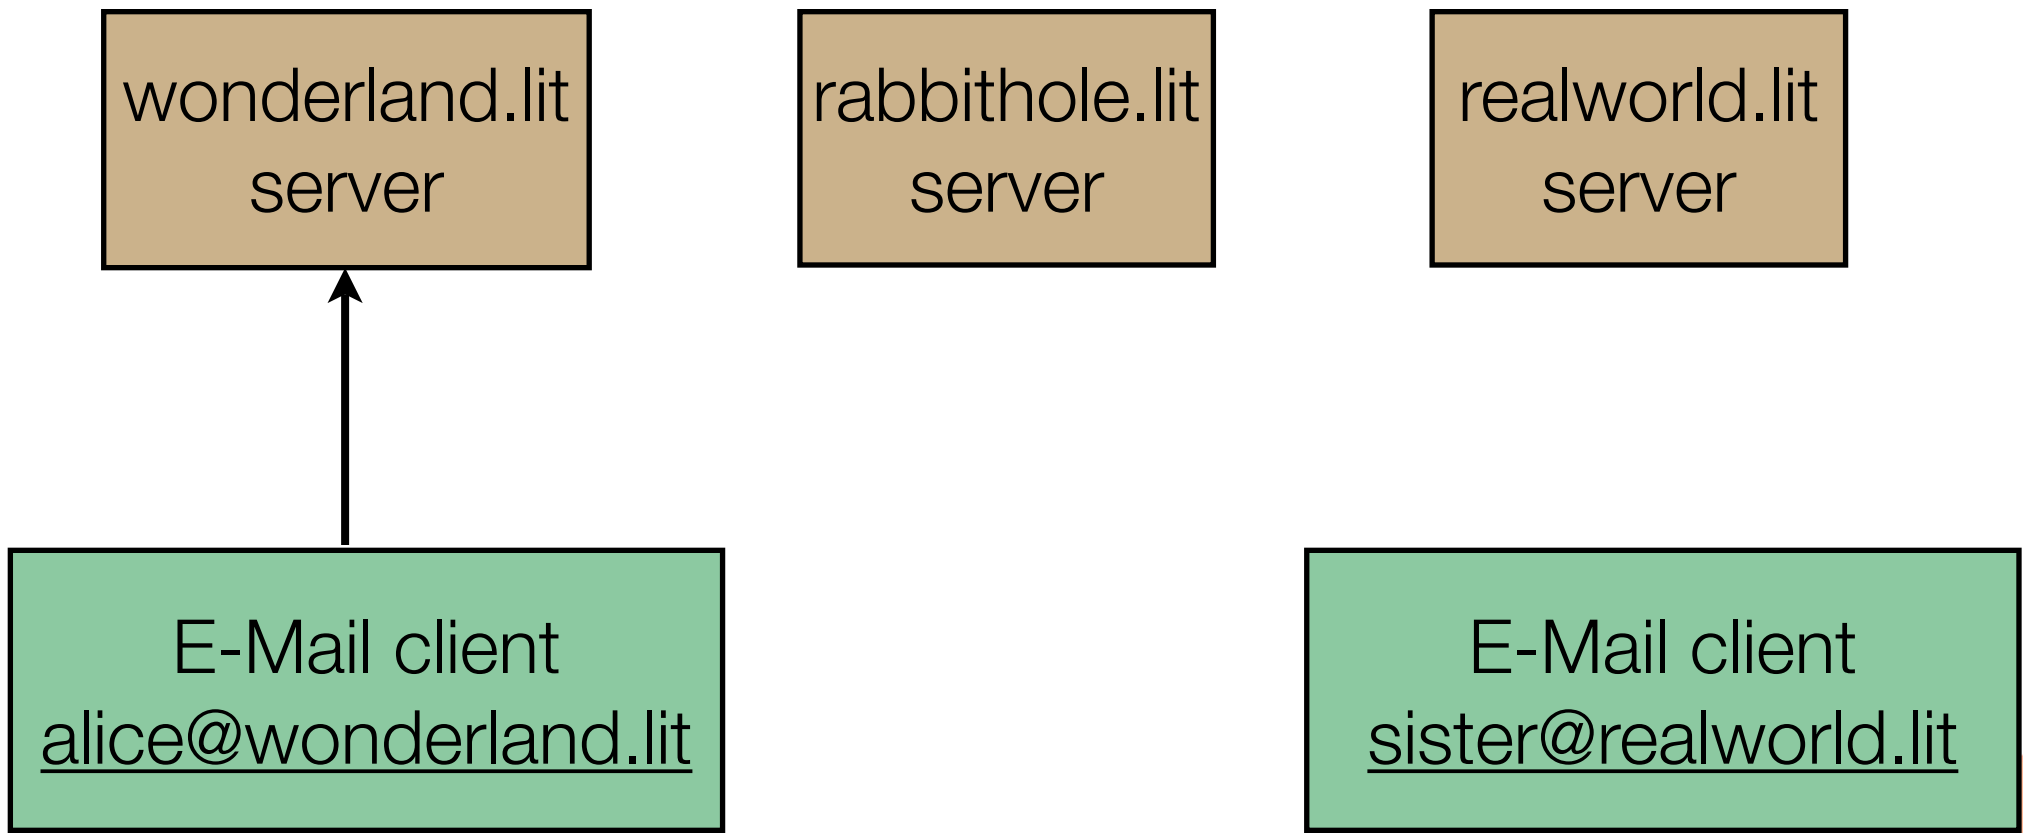 wonderland.lit
server
rabbithole.lit
server
realworld.lit
server
E-Mail client
alice@wonderland.lit
E-Mail client
sister@realworld.lit